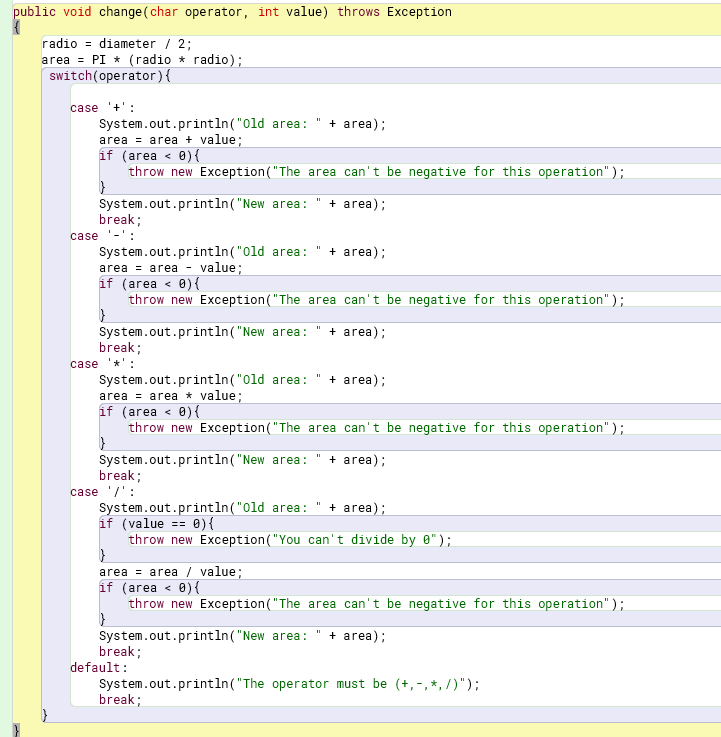 public void change(char operator, int value) throws Exception
{
radio = diameter / 2;
area = PI * (radio * radio);
switch(operator){
case '+':
System.out.println("Old area: " + area);
area = area + value;
if (area < 0){
throw new Exception("The area can't be negative for this operation");
}
System.out.println("New area: " + area);
break;
case '-':
System.out.println("Old area: " + area);
area = area - value;
if (area < 0){
throw new Exception("The area can't be negative for this operation");
}
System.out.println("New area: " + area);
break;
case '*':
System.out.println("Old area: " + area);
area = area * value;
if (area < 0){
throw new Exception("The area can't be negative for this operation");
}
System.out.println("New area: " + area);
break;
case '/':
System.out.println("Old area: " + area);
if (value == 0){
throw new Exception("You can't divide by 0");
}
area = area / value;
if (area < 0){
throw new Exception("The area can't be negative for this operation");
}
System.out.println("New area: " + area);
break;
default:
System.out.println("The operator must be (+,-,*,/)");
break;
}
}